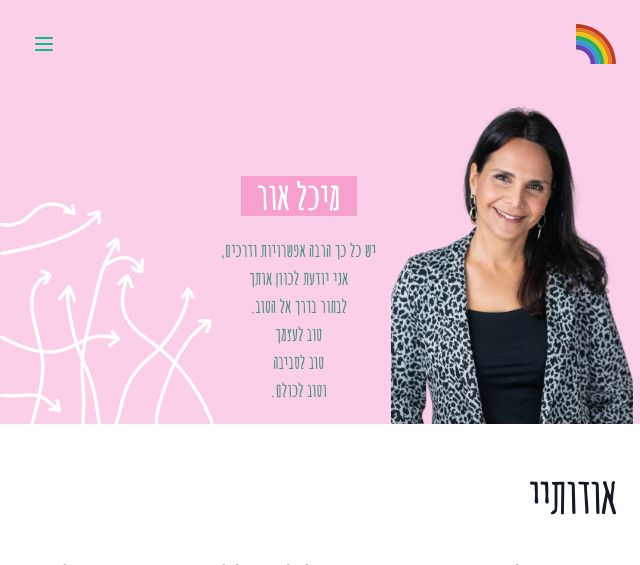 מיכל אור
יש כל כך הרבה אפשרויות ודרכים,
אני יודעת לכוון אותך
לבחור בדרך אל הטוב.
טוב לעצמך
טוב לסביבה
וטוב לכולם.
אודותיי